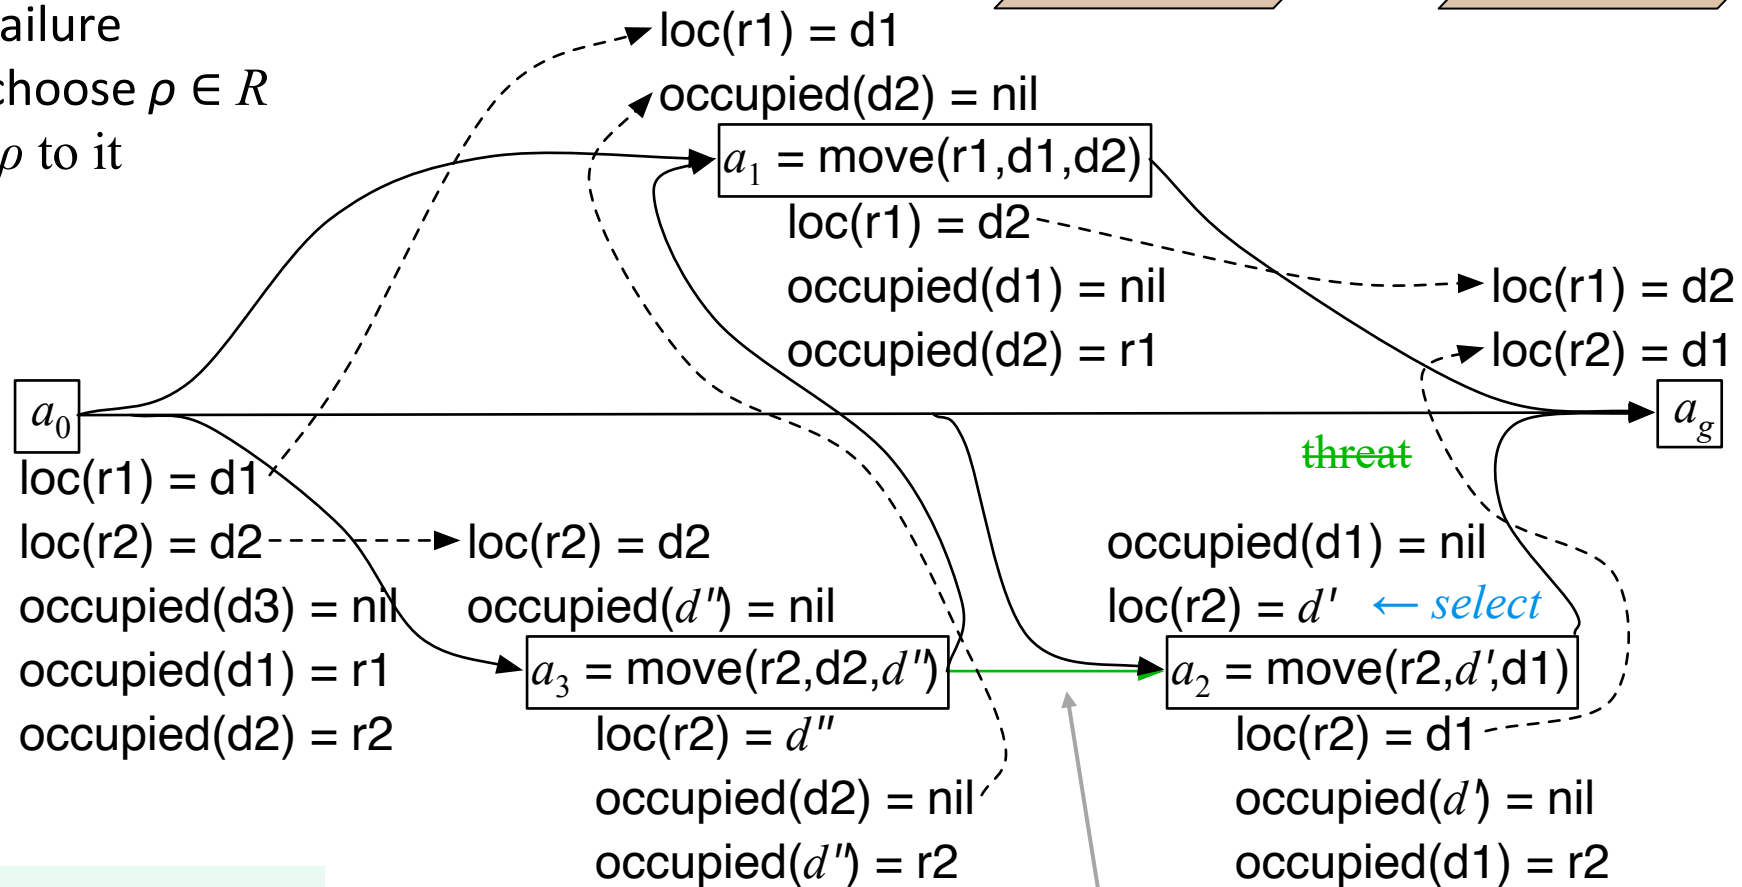 ailure
choose ρ ∈ R
ρ to it
loc(r1) = d1
occupied(d2) = nil
a₁ = move(r1,d1,d2)
loc(r1) = d2
occupied(d1) = nil
occupied(d2) = r1
loc(r1) = d2
loc(r2) = d1
a₀
a_g
threat
loc(r1) = d1
loc(r2) = d2
occupied(d3) = nil
occupied(d1) = r1
occupied(d2) = r2
loc(r2) = d2
occupied(d″) = nil
a₃ = move(r2,d2,d″)
loc(r2) = d″
occupied(d2) = nil
occupied(d″) = r2
occupied(d1) = nil
loc(r2) = d′ ← select
a₂ = move(r2,d′,d1)
loc(r2) = d1
occupied(d′) = nil
occupied(d1) = r2